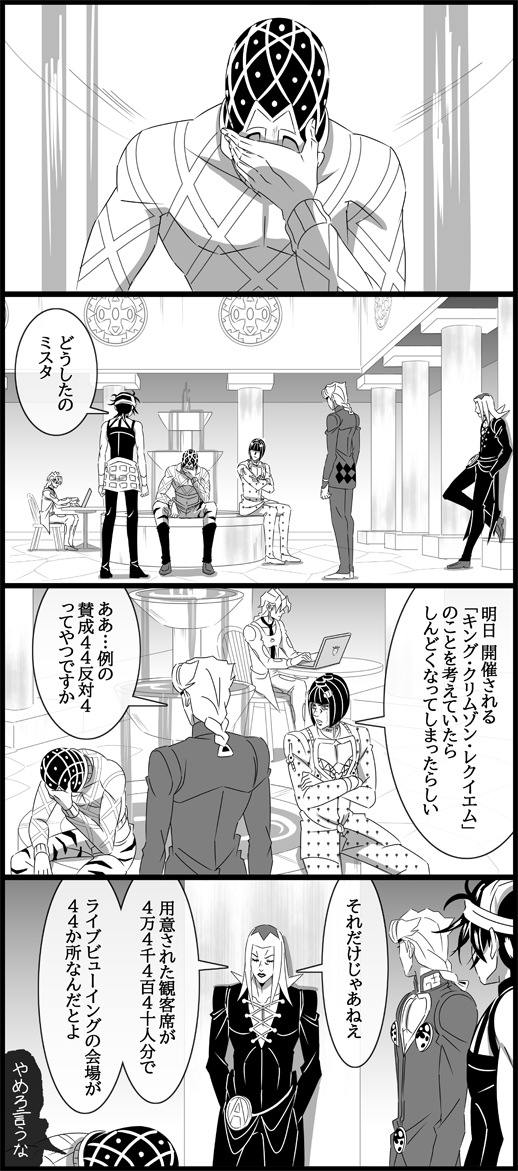 どうしたの
ミスタ
明日 開催される
「キング・クリムゾン・レクイエム」
のことを考えていたら
しんどくなってしまったらしい
ああ…例の
賛成４４反対４
ってやつですか
それだけじゃあねえ
用意された観客席が
４万４千４百４十人分で
ライブビューイングの会場が
４４か所なんだとよ
A
やめろ言うな